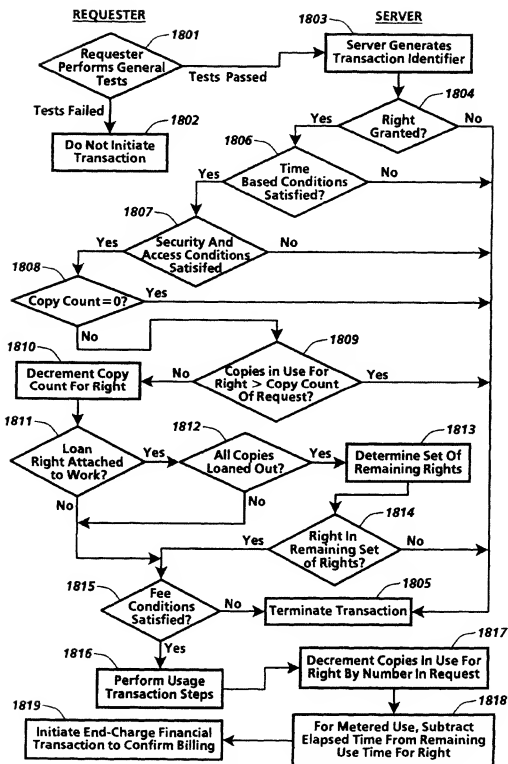 REQUESTER
SERVER
1801
Requester
Performs General
Tests
Tests Passed
Tests Failed
1802
Do Not Initiate
Transaction
1803
Server Generates
Transaction Identifier
1804
Right
Granted?
Yes
No
1806
Time
Based Conditions
Satisfied?
Yes
No
1807
Security And
Access Conditions
Satisifed
Yes
No
1808
Copy Count = 0?
Yes
No
1809
Copies in Use For
Right > Copy Count
Of Request?
No
Yes
1810
Decrement Copy
Count For Right
1811
Loan
Right Attached
to Work?
Yes
No
1812
All Copies
Loaned Out?
Yes
No
1813
Determine Set Of
Remaining Rights
1814
Right In
Remaining Set
of Rights?
Yes
No
1815
Fee
Conditions
Satisfied?
No
Yes
1805
Terminate Transaction
1816
Perform Usage
Transaction Steps
1817
Decrement Copies In Use For
Right By Number In Request
1818
For Metered Use, Subtract
Elapsed Time From Remaining
Use Time For Right
1819
Initiate End-Charge Financial
Transaction to Confirm Billing